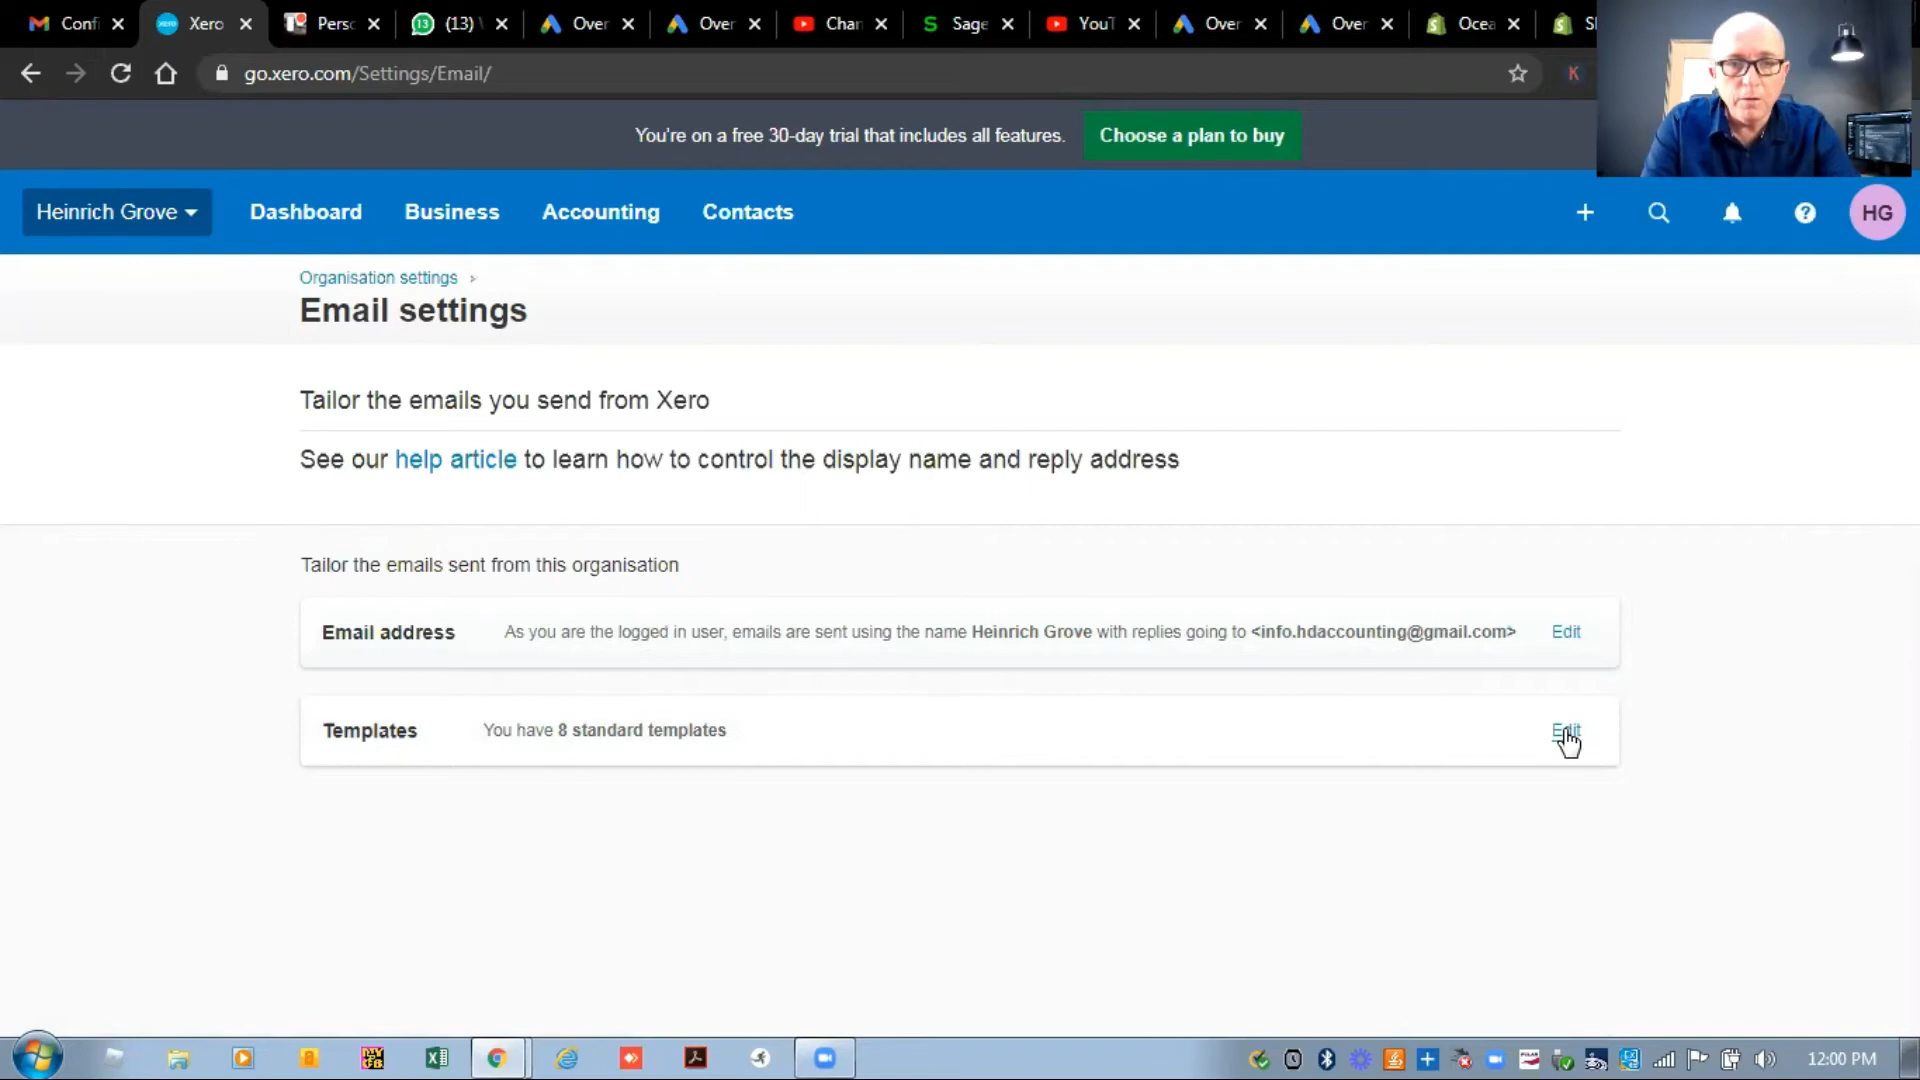 Confi
Xero
Perso
(13)
Over
Over
Chan
Sage
YouT
Over
Over
Ocea
go.xero.com/Settings/Email/
K
You're on a free 30-day trial that includes all features.
Choose a plan to buy
Heinrich Grove
Dashboard
Business
Accounting
Contacts
HG
Organisation settings
Email settings
Tailor the emails you send from Xero
See our help article to learn how to control the display name and reply address
Tailor the emails sent from this organisation
Email address
As you are the logged in user, emails are sent using the name Heinrich Grove with replies going to <info.hdaccounting@gmail.com>
Edit
Templates
You have 8 standard templates
Edit
12:00 PM